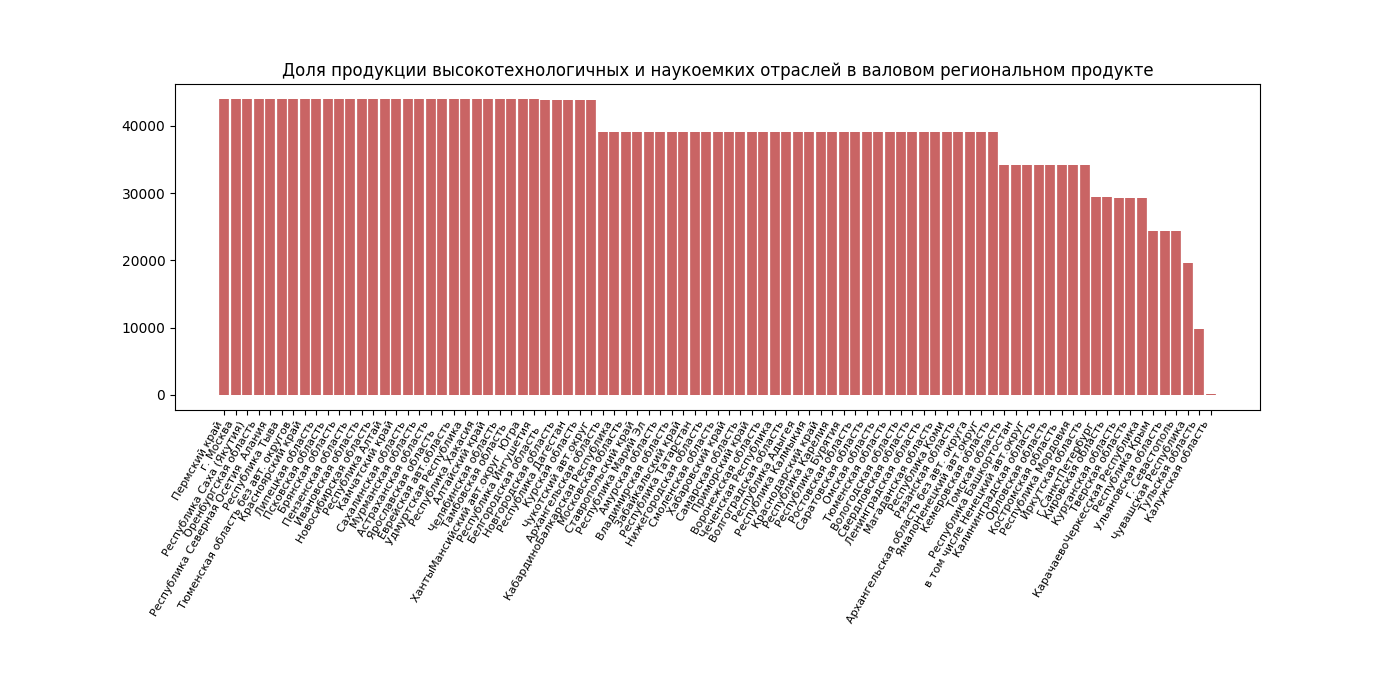 Доля продукции высокотехнологичных и наукоемких отраслей в валовом региональном продукте
40000
30000
20000
10000
0
Пермский край
г. Москва
Республика Саха (Якутия)
Оренбургская область
Республика Северная Осетия Алания
Республика Тыва
Тюменская область без авт. округов
Красноярский край
Липецкая область
Псковская область
Брянская область
Пензенская область
Ивановская область
Новосибирская область
Республика Алтай
Камчатский край
Сахалинская область
Мурманская область
Астраханская область
Ярославская область
Еврейская авт. область
Удмуртская Республика
Республика Хакасия
Алтайский край
Челябинская область
Тамбовская область
ХантыМансийский авт. округ Югра
Республика Ингушетия
Белгородская область
Новгородская область
Республика Дагестан
Курская область
Чукотский авт. округ
Архангельская область
КабардиноБалкарская Республика
Московская область
Ставропольский край
Республика Марий Эл
Амурская область
Владимирская область
Забайкальский край
Республика Татарстан
Нижегородская область
Смоленская область
Хабаровский край
Самарская область
Приморский край
Воронежская область
Чеченская Республика
Волгоградская область
Республика Адыгея
Республика Калмыкия
Краснодарский край
Республика Карелия
Республика Бурятия
Ростовская область
Саратовская область
Омская область
Тюменская область
Вологодская область
Свердловская область
Ленинградская область
Магаданская область
Республика Коми
Рязанская область
Архангельская область без авт. округа
ЯмалоНенецкий авт. округ
Кемеровская область
Томская область
Республика Башкортостан
в том числе Ненецкий авт. округ
Калининградская область
Орловская область
Костромская область
Республика Мордовия
Иркутская область
г. СанктПетербург
Кировская область
Курганская область
Тверская область
КарачаевоЧеркесская Республика
Республика Крым
Ульяновская область
г. Севастополь
Чувашская Республика
Тульская область
Калужская область